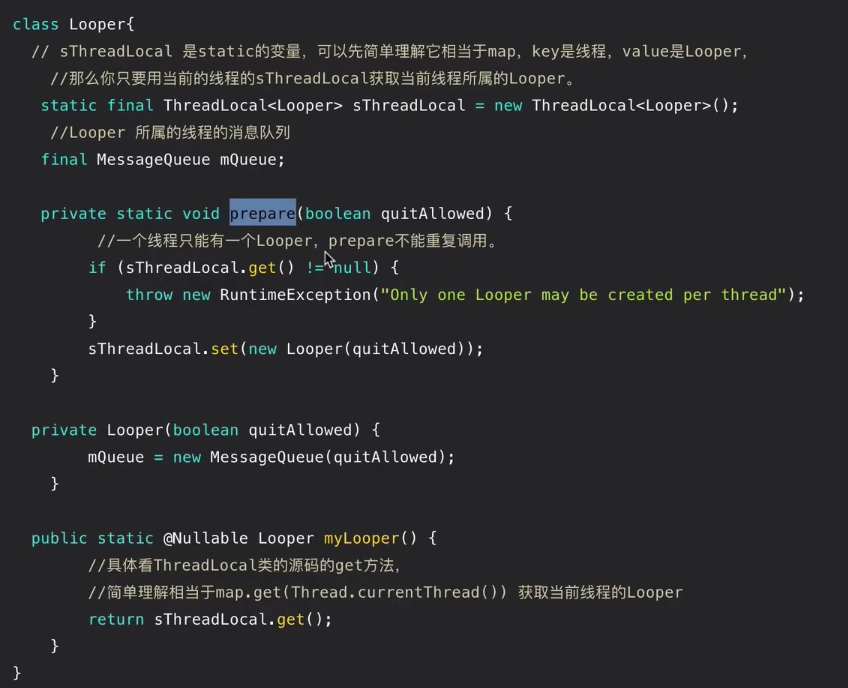 class Looper{
// sThreadLocal 是static的变量，可以先简单理解它相当于map，key是线程，value是Looper，
//那么你只要用当前的线程的sThreadLocal获取当前线程所属的Looper。
static final ThreadLocal<Looper> sThreadLocal = new ThreadLocal<Looper>();
//Looper 所属的线程的消息队列
final MessageQueue mQueue;
private static void prepare(boolean quitAllowed) {
//一个线程只能有一个Looper，prepare不能重复调用。
if (sThreadLocal.get() != null) {
throw new RuntimeException("Only one Looper may be created per thread");
}
sThreadLocal.set(new Looper(quitAllowed));
}
private Looper(boolean quitAllowed) {
mQueue = new MessageQueue(quitAllowed);
}
public static @Nullable Looper myLooper() {
//具体看ThreadLocal类的源码的get方法，
//简单理解相当于map.get(Thread.currentThread()) 获取当前线程的Looper
return sThreadLocal.get();
}
}